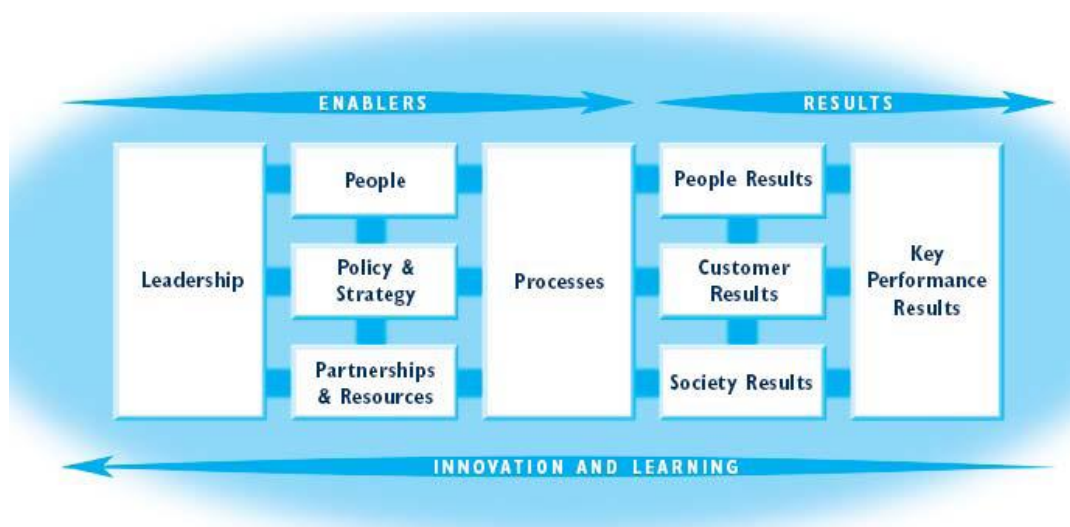 ENABLERS
RESULTS
People
People Results
Leadership
Policy &
Strategy
Processes
Customer
Results
Key
Performance
Results
Partnerships
& Resources
Society Results
INNOVATION AND LEARNING